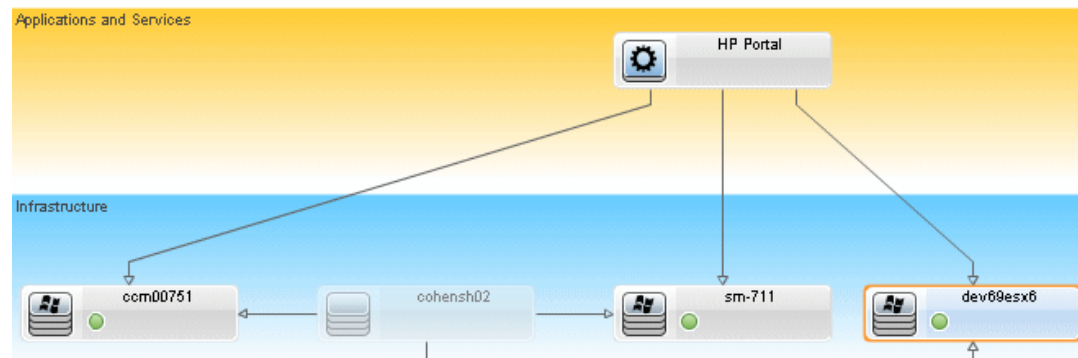 Applications and Services
HP Portal
Infrastructure
ccm00751
cohensh02
sm-711
dev69esx6